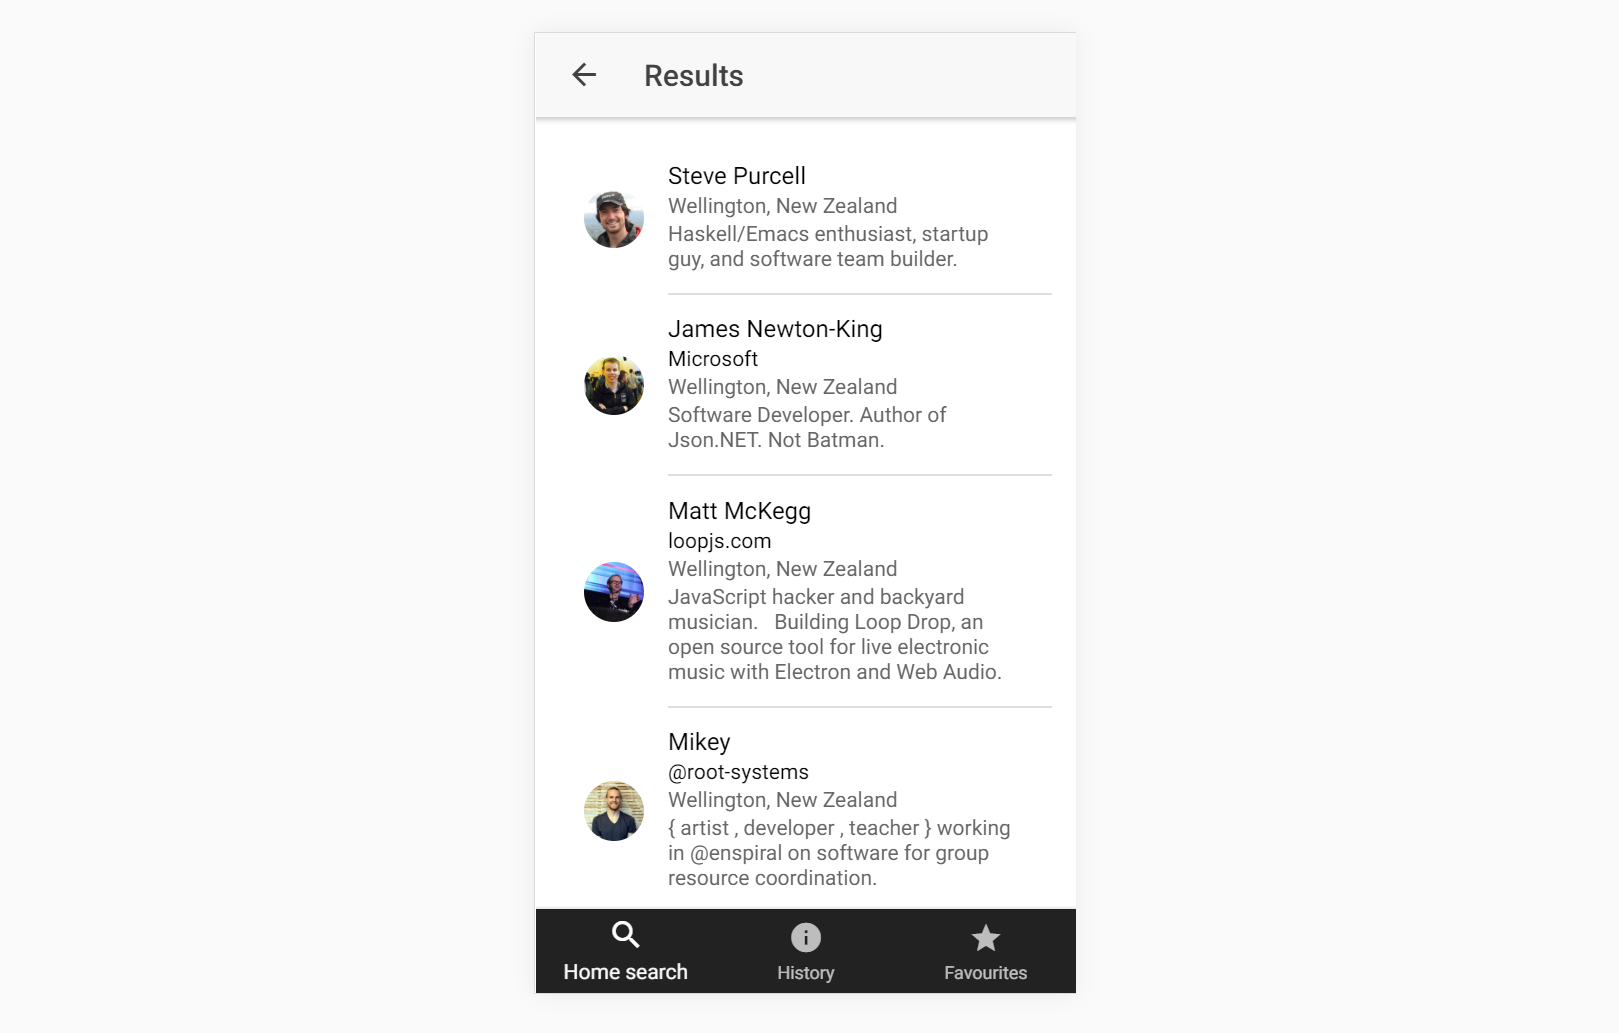 Results
Steve Purcell
Wellington, New Zealand
Haskell/Emacs enthusiast, startup
guy, and software team builder.
James Newton-King
Microsoft
Wellington, New Zealand
Software Developer. Author of
Json.NET. Not Batman.
Matt McKegg
loopjs.com
Wellington, New Zealand
JavaScript hacker and backyard
musician.   Building Loop Drop, an
open source tool for live electronic
music with Electron and Web Audio.
Mikey
@root-systems
Wellington, New Zealand
{ artist , developer , teacher } working
in @enspiral on software for group
resource coordination.
Home search
History
Favourites